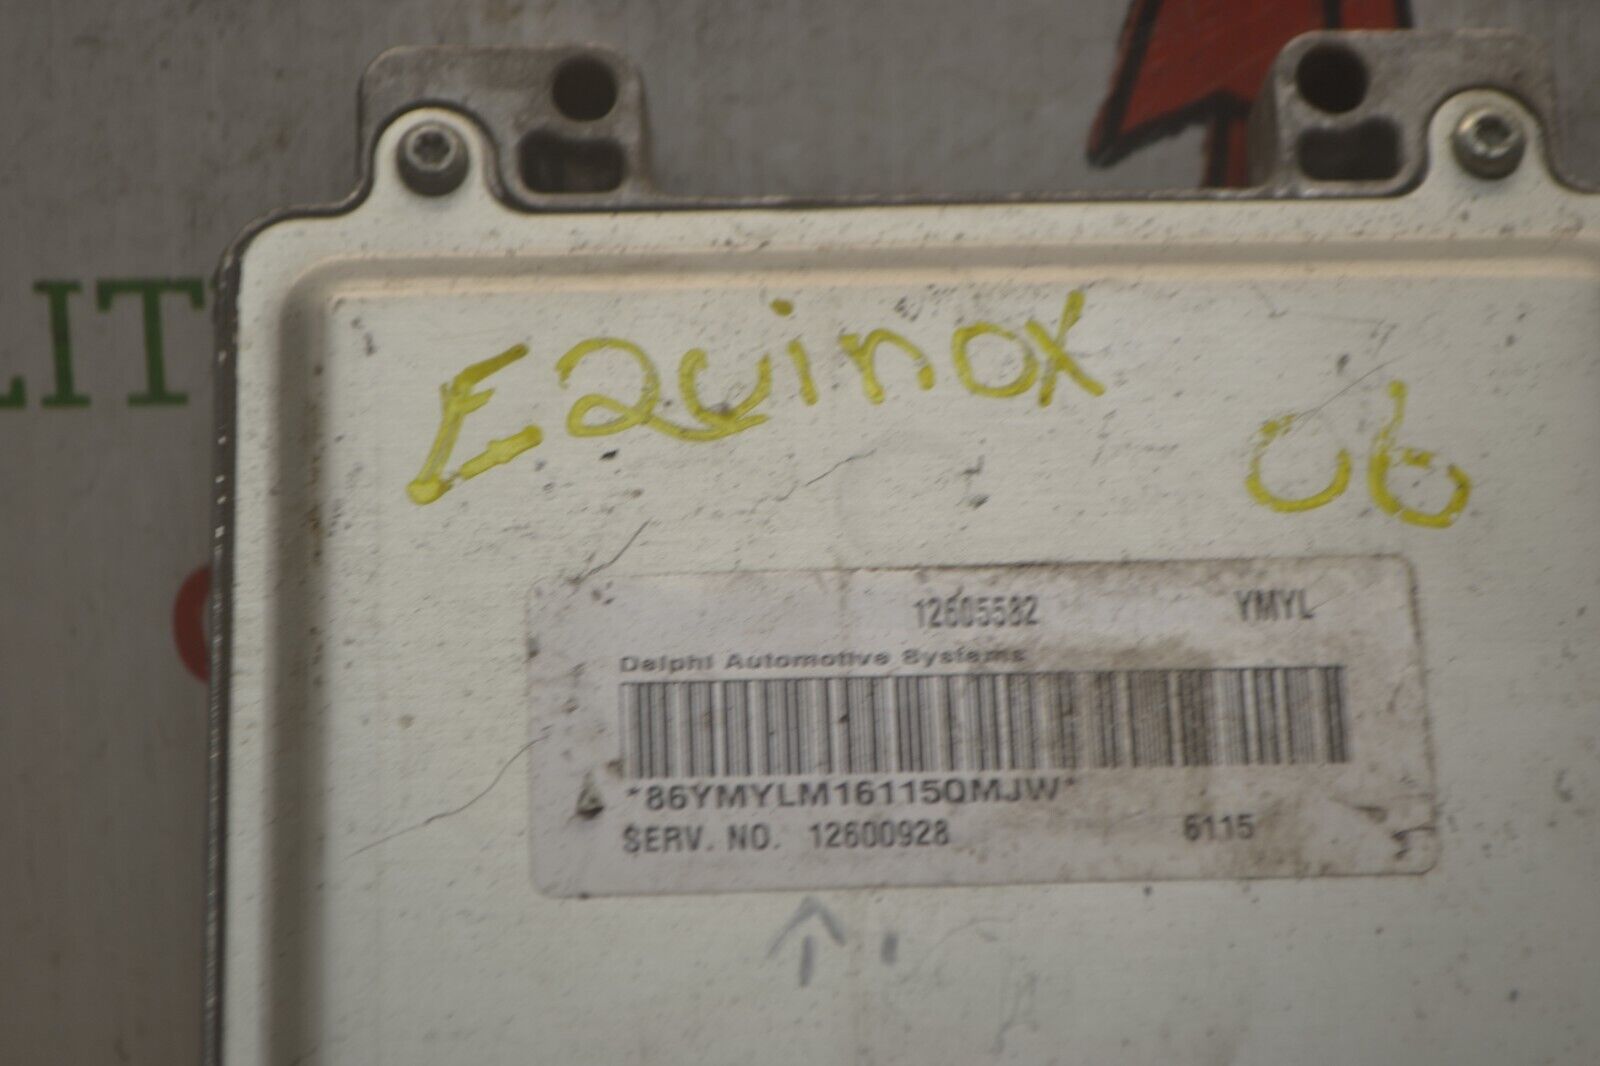 LIT
Equinox
06
12605582 YMYL
Delphi Automotive Systems
*86YMYLM16115QMJW*
SERV. NO. 12600928 6115